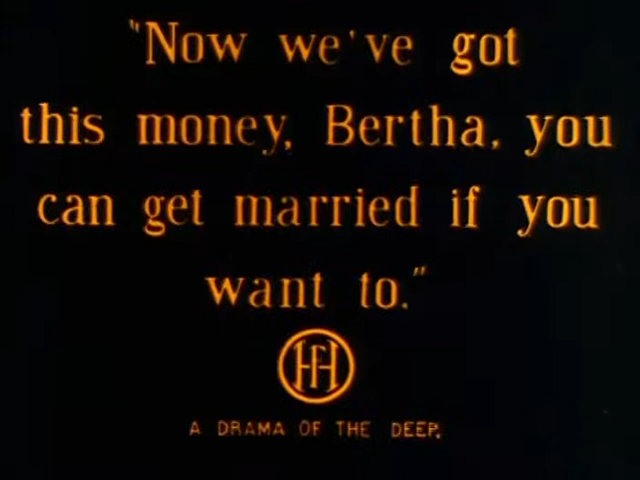 "Now we've got
this money, Bertha, you
can get married if you
want to."
HFH
A DRAMA OF THE DEEP.